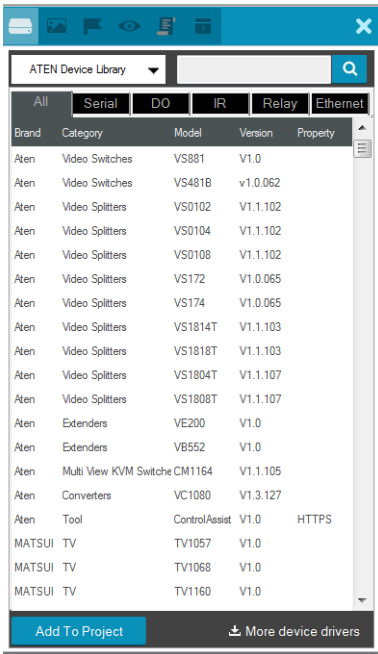 ATEN Device Library
All Serial DO IR Relay Ethernet
Brand Category Model Version Property
Aten Video Switches VS881 V1.0
Aten Video Switches VS481B v1.0.062
Aten Video Splitters VS0102 V1.1.102
Aten Video Splitters VS0104 V1.1.102
Aten Video Splitters VS0108 V1.1.102
Aten Video Splitters VS172 V1.0.065
Aten Video Splitters VS174 V1.0.065
Aten Video Splitters VS1814T V1.1.103
Aten Video Splitters VS1818T V1.1.103
Aten Video Splitters VS1804T V1.1.107
Aten Video Splitters VS1808T V1.1.107
Aten Extenders VE200 V1.0
Aten Extenders VB552 V1.0
Aten Multi View KVM Switche CM1164 V1.1.105
Aten Converters VC1080 V1.3.127
Aten Tool ControlAssist V1.0 HTTPS
MATSUI TV TV1057 V1.0
MATSUI TV TV1068 V1.0
MATSUI TV TV1160 V1.0
Add To Project More device drivers